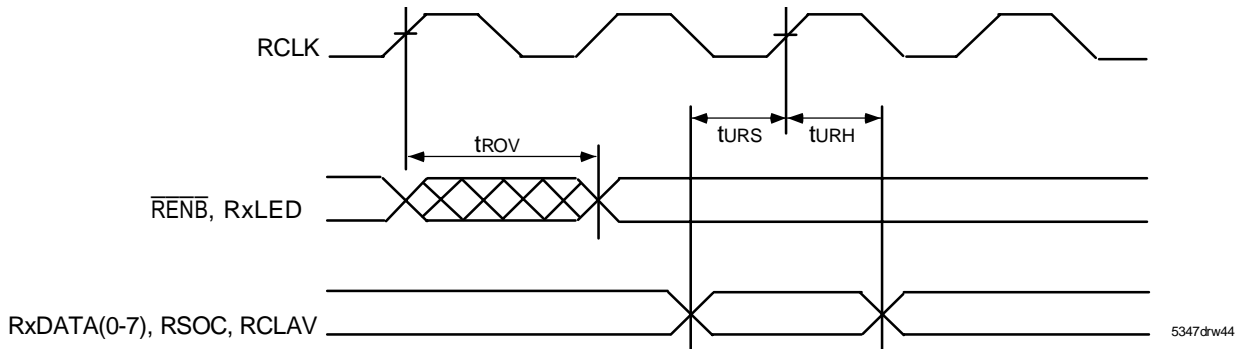 RCLK
tURS
tURH
tROV
RENB, RxLED
RxDATA(0-7), RSOC, RCLAV
5347drw44